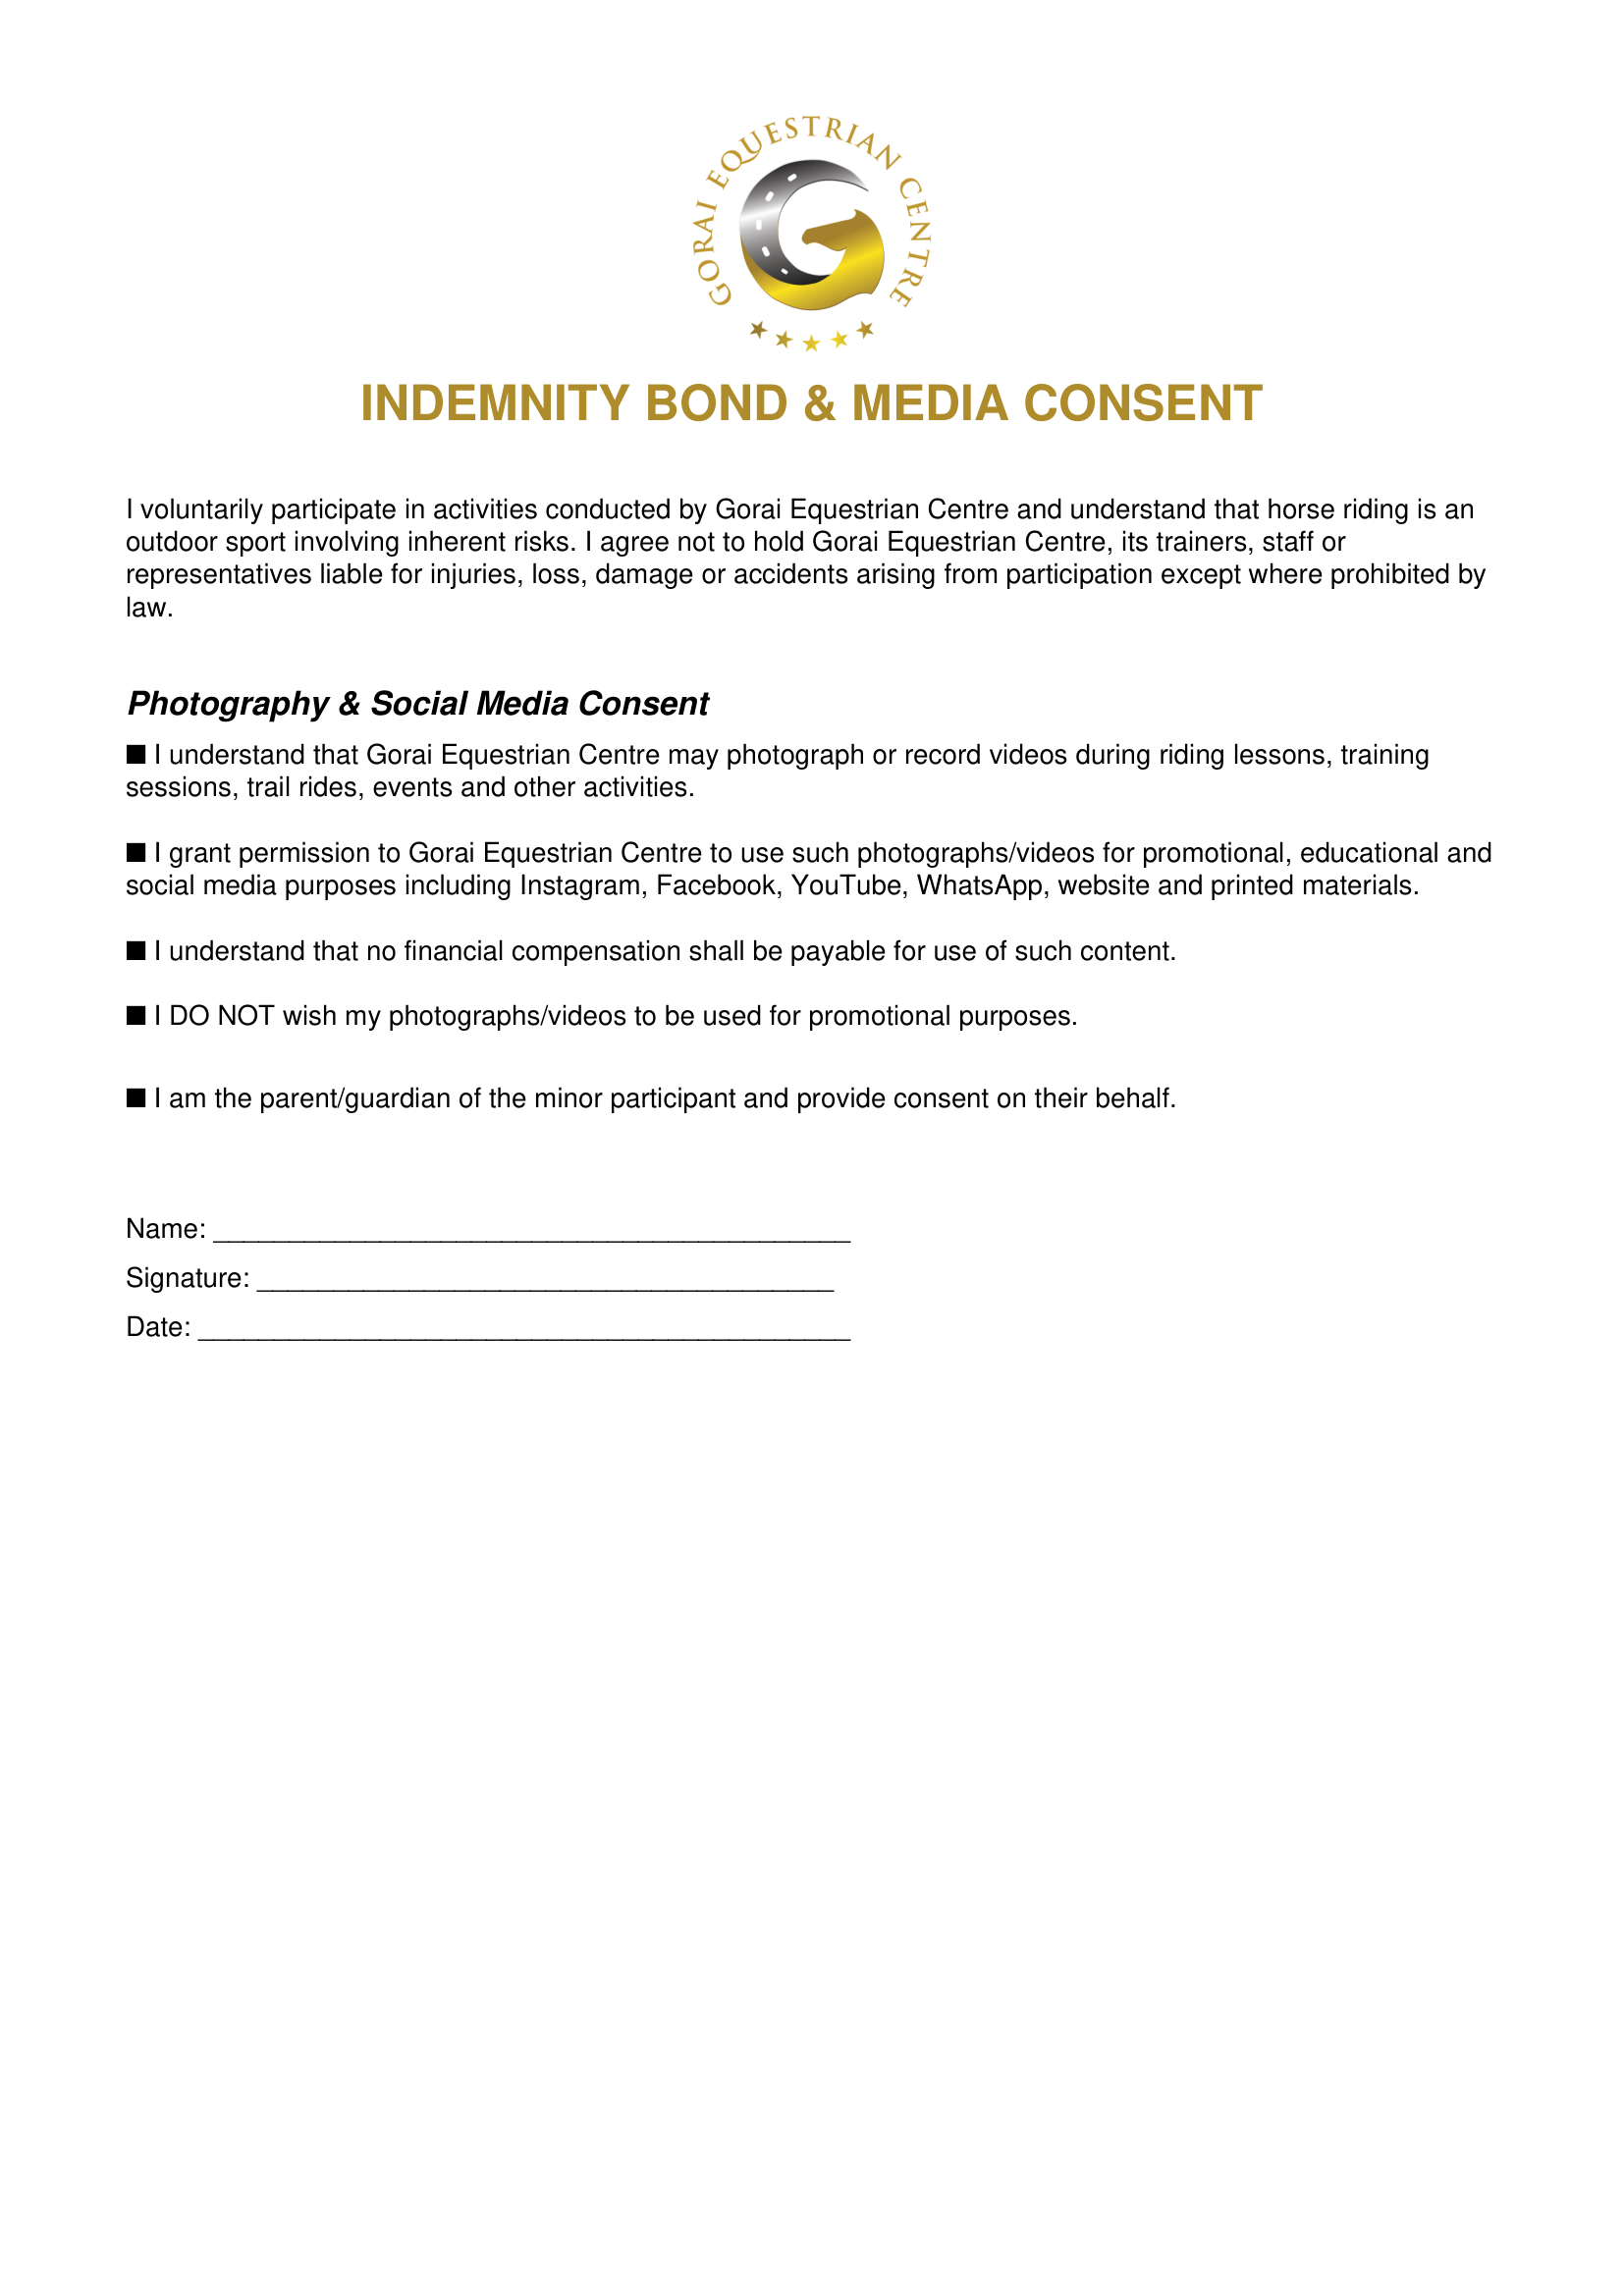 GORAI EQUESTRIAN CENTRE
INDEMNITY BOND & MEDIA CONSENT
I voluntarily participate in activities conducted by Gorai Equestrian Centre and understand that horse riding is an
outdoor sport involving inherent risks. I agree not to hold Gorai Equestrian Centre, its trainers, staff or
representatives liable for injuries, loss, damage or accidents arising from participation except where prohibited by
law.
Photography & Social Media Consent
■ I understand that Gorai Equestrian Centre may photograph or record videos during riding lessons, training
sessions, trail rides, events and other activities.
■ I grant permission to Gorai Equestrian Centre to use such photographs/videos for promotional, educational and
social media purposes including Instagram, Facebook, YouTube, WhatsApp, website and printed materials.
■ I understand that no financial compensation shall be payable for use of such content.
■ I DO NOT wish my photographs/videos to be used for promotional purposes.
■ I am the parent/guardian of the minor participant and provide consent on their behalf.
Name: __________________________________________
Signature: ______________________________________
Date: ___________________________________________